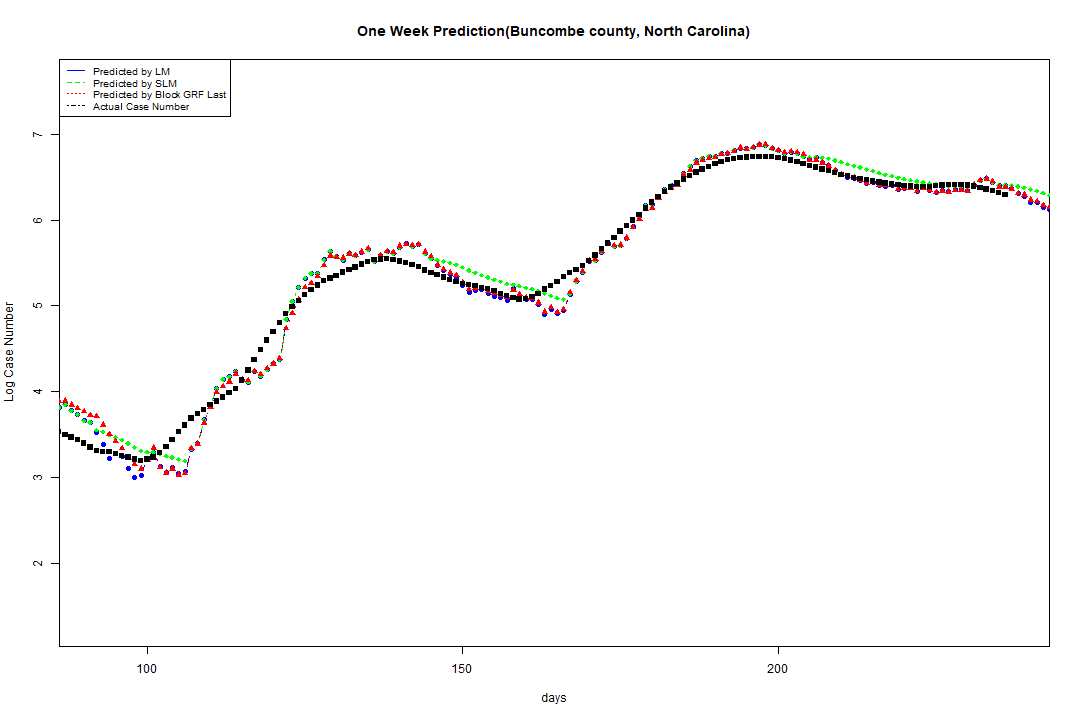 One Week Prediction(Buncombe county, North Carolina)
Predicted by LM
Predicted by SLM
Predicted by Block GRF Last
Actual Case Number
Log Case Number
7
6
5
4
3
2
100 150 200
days